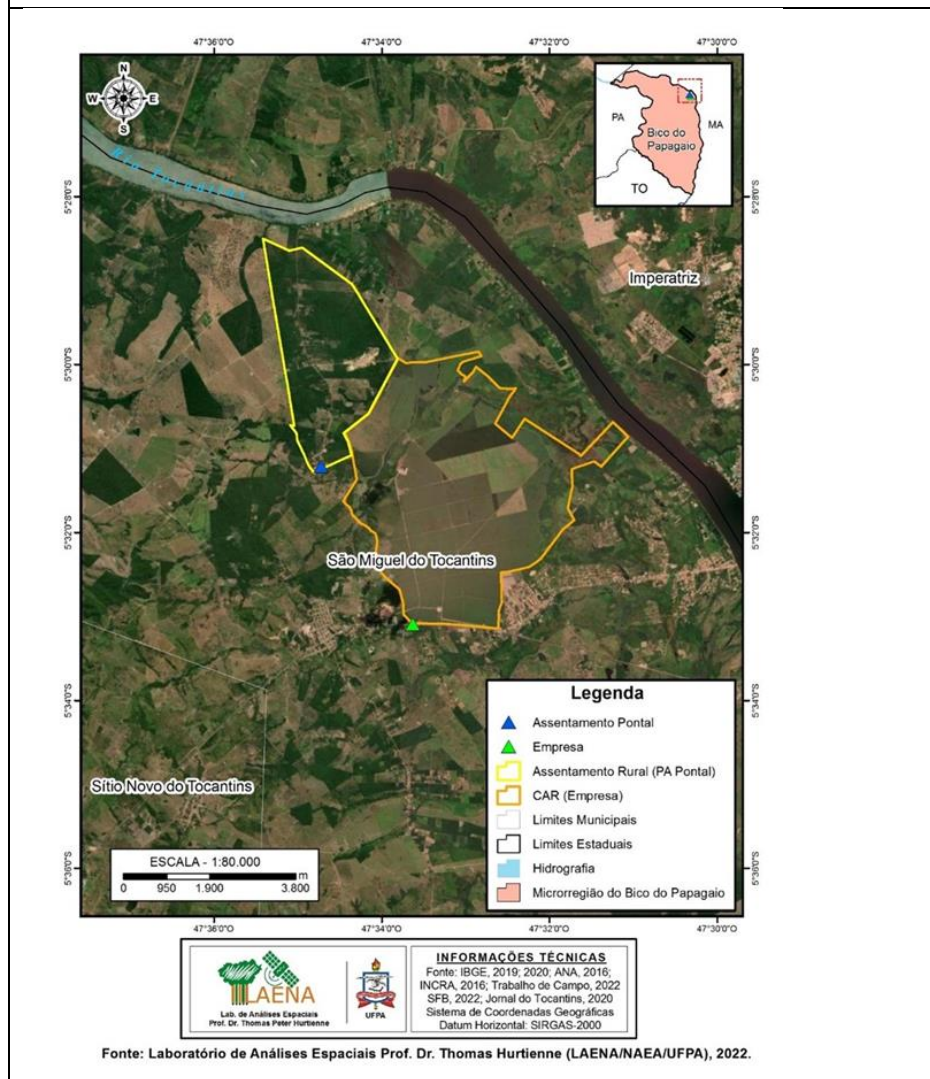 47°36'0"O 47°34'0"O 47°32'0"O 47°30'0"O
N
W E
S
PA
MA
Bico do
Papagaio
TO
Rio Tocantins
5°28'0"S 5°28'0"S
Imperatriz
5°30'0"S 5°30'0"S
5°32'0"S 5°32'0"S
São Miguel do Tocantins
5°34'0"S 5°34'0"S
Sítio Novo do Tocantins
5°36'0"S 5°36'0"S
Legenda
Assentamento Pontal
Empresa
Assentamento Rural (PA Pontal)
CAR (Empresa)
Limites Municipais
Limites Estaduais
Hidrografia
Microrregião do Bico do Papagaio
ESCALA - 1:80.000
m
0 950 1.900 3.800
47°36'0"O 47°34'0"O 47°32'0"O 47°30'0"O
LAENA
Lab. de Análises Espaciais
Prof. Dr. Thomas Peter Hurtienne
UFPA
INFORMAÇÕES TÉCNICAS
Fonte: IBGE, 2019; 2020; ANA, 2016;
INCRA, 2016; Trabalho de Campo, 2022
SFB, 2022; Jornal do Tocantins, 2020
Sistema de Coordenadas Geográficas
Datum Horizontal: SIRGAS-2000
Fonte: Laboratório de Análises Espaciais Prof. Dr. Thomas Hurtienne (LAENA/NAEA/UFPA), 2022.